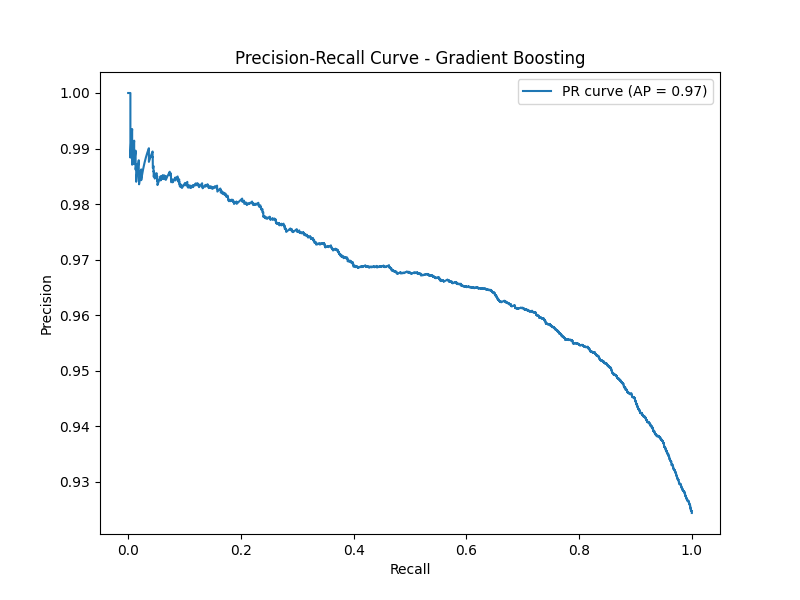 Precision-Recall Curve - Gradient Boosting
PR curve (AP = 0.97)
1.00
0.99
0.98
0.97
0.96
0.95
0.94
0.93
Precision
0.0 0.2 0.4 0.6 0.8 1.0
Recall